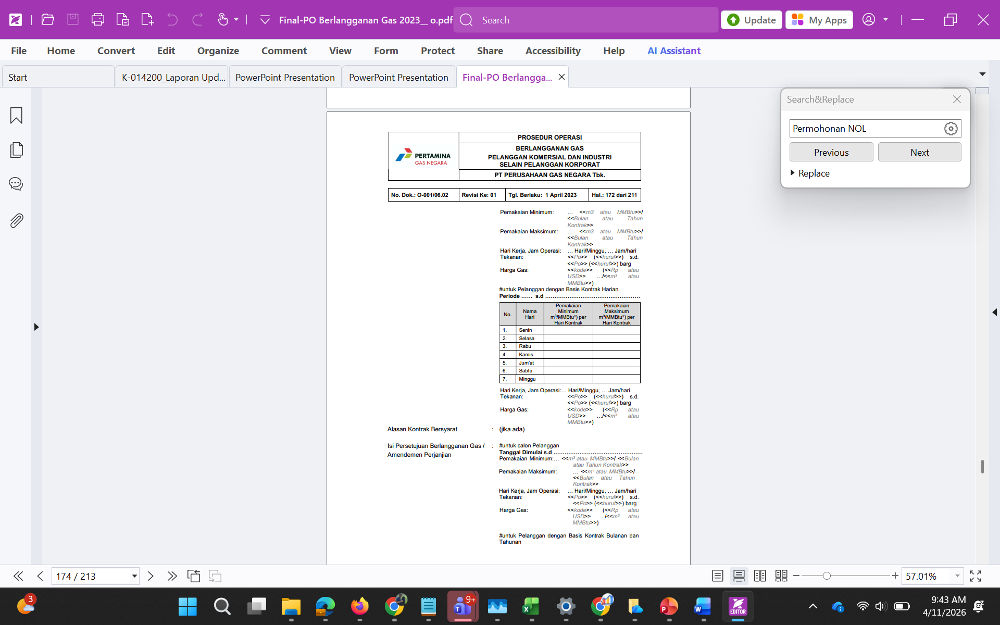 Final-PO Berlangganan Gas 2023__ o.pdf
Search
Update
My Apps
File
Home
Convert
Edit
Organize
Comment
View
Form
Protect
Share
Accessibility
Help
AI Assistant
Start
K-014200_Laporan Upd...
PowerPoint Presentation
PowerPoint Presentation
Final-PO Berlangga...
Search&Replace
Permohonan NOL
Previous
Next
Replace
PERTAMINA
GAS NEGARA
PROSEDUR OPERASI
BERLANGGANAN GAS
PELANGGAN KOMERSIAL DAN INDUSTRI
SELAIN PELANGGAN KORPORAT
PT PERUSAHAAN GAS NEGARA Tbk.
No. Dok.: O-001/06.02
Revisi Ke: 01
Tgl. Berlaku: 1 April 2023
Hal.: 172 dari 211
Pemakaian Minimum: … <<m3 atau MMBtu>>/
<<Bulan atau Tahun
Kontrak>>
Pemakaian Maksimum: … <<m3 atau MMBtu>>/
<<Bulan atau Tahun
Kontrak>>
Hari Kerja, Jam Operasi: … Hari/Minggu, … Jam/hari
Tekanan: <<Po>> (<<huruf>>) s.d.
<<Po>> (<<huruf>>) barg
Harga Gas: <<kode>> (<<Rp atau
USD>> …/<<m³ atau
MMBtu>>)
#untuk Pelanggan dengan Basis Kontrak Harian
Periode …… s.d ……………………………………………
No. Nama Hari Pemakaian Minimum m³/MMBtu*) per Hari Kontrak Pemakaian Maksimum m³/MMBtu*) per Hari Kontrak
1. Senin
2. Selasa
3. Rabu
4. Kamis
5. Jum'at
6. Sabtu
7. Minggu
Hari Kerja, Jam Operasi:… Hari/Minggu, … Jam/hari
Tekanan: <<Po>> (<<huruf>>) s.d.
<<Po>> (<<huruf>>) barg
Harga Gas: <<kode>> (<<Rp atau
USD>> …/<<m³ atau
MMBtu>>)
Alasan Kontrak Bersyarat : (jika ada)
Isi Persetujuan Berlangganan Gas / : #untuk calon Pelanggan
Amendemen Perjanjian
Tanggal Dimulai s.d …………………………………………
Pemakaian Minimum:… <<m³ atau MMBtu>>/ <<Bulan
atau Tahun Kontrak>>
Pemakaian Maksimum: … <<m³ atau MMBtu>>/
<<Bulan atau Tahun
Kontrak>>
Hari Kerja, Jam Operasi: … Hari/Minggu, … Jam/hari
Tekanan: <<Po>> (<<huruf>>) s.d.
<<Po>> (<<huruf>>) barg
Harga Gas: <<kode>> (<<Rp atau
USD>> …/<<m³ atau
MMBtu>>)
#untuk Pelanggan dengan Basis Kontrak Bulanan dan
Tahunan
174 / 213
57.01%
3
9+
EDITOR
9:43 AM
4/11/2026